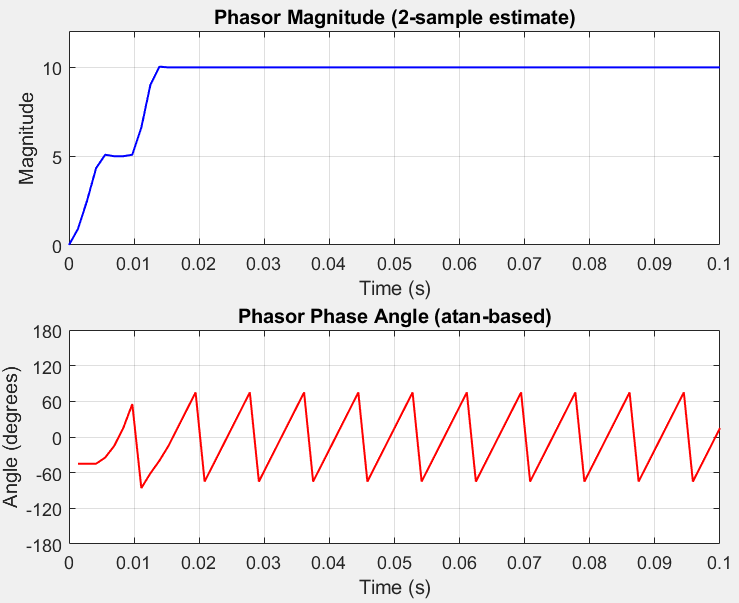 Phasor Magnitude (2-sample estimate)
Magnitude
10
5
0
0 0.01 0.02 0.03 0.04 0.05 0.06 0.07 0.08 0.09 0.1
Time (s)
Phasor Phase Angle (atan-based)
Angle (degrees)
180
120
60
0
-60
-120
-180
0 0.01 0.02 0.03 0.04 0.05 0.06 0.07 0.08 0.09 0.1
Time (s)